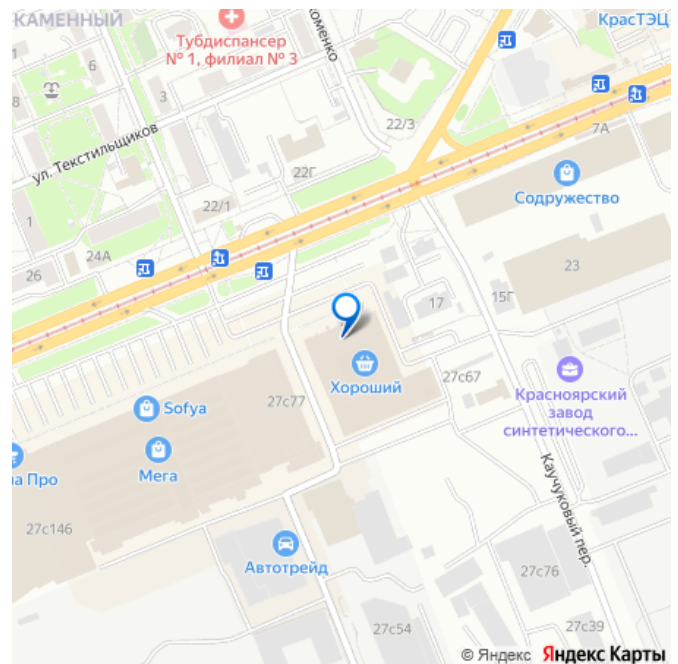 КАМЕННЫЙ
КрасТЭЦ
Тубдиспансер
№ 1, филиал № 3
6
8
3
ул. Текстильщиков
22/3
7А
22Г
Содружество
1
22/1
24А
26
23
17
15Г
Хороший
27с67
27с77
Sofya
Красноярский
завод
синтетического...
Мега
па Про
27с146
Каучуковый пер.
Автотрейд
27с76
27с54
27с39
© Яндекс Яндекс Карты